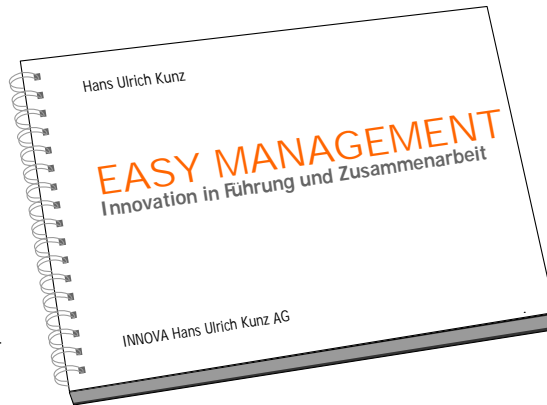 Hans Ulrich Kunz
EASY MANAGEMENT
Innovation in Führung und Zusammenarbeit
INNOVA Hans Ulrich Kunz AG